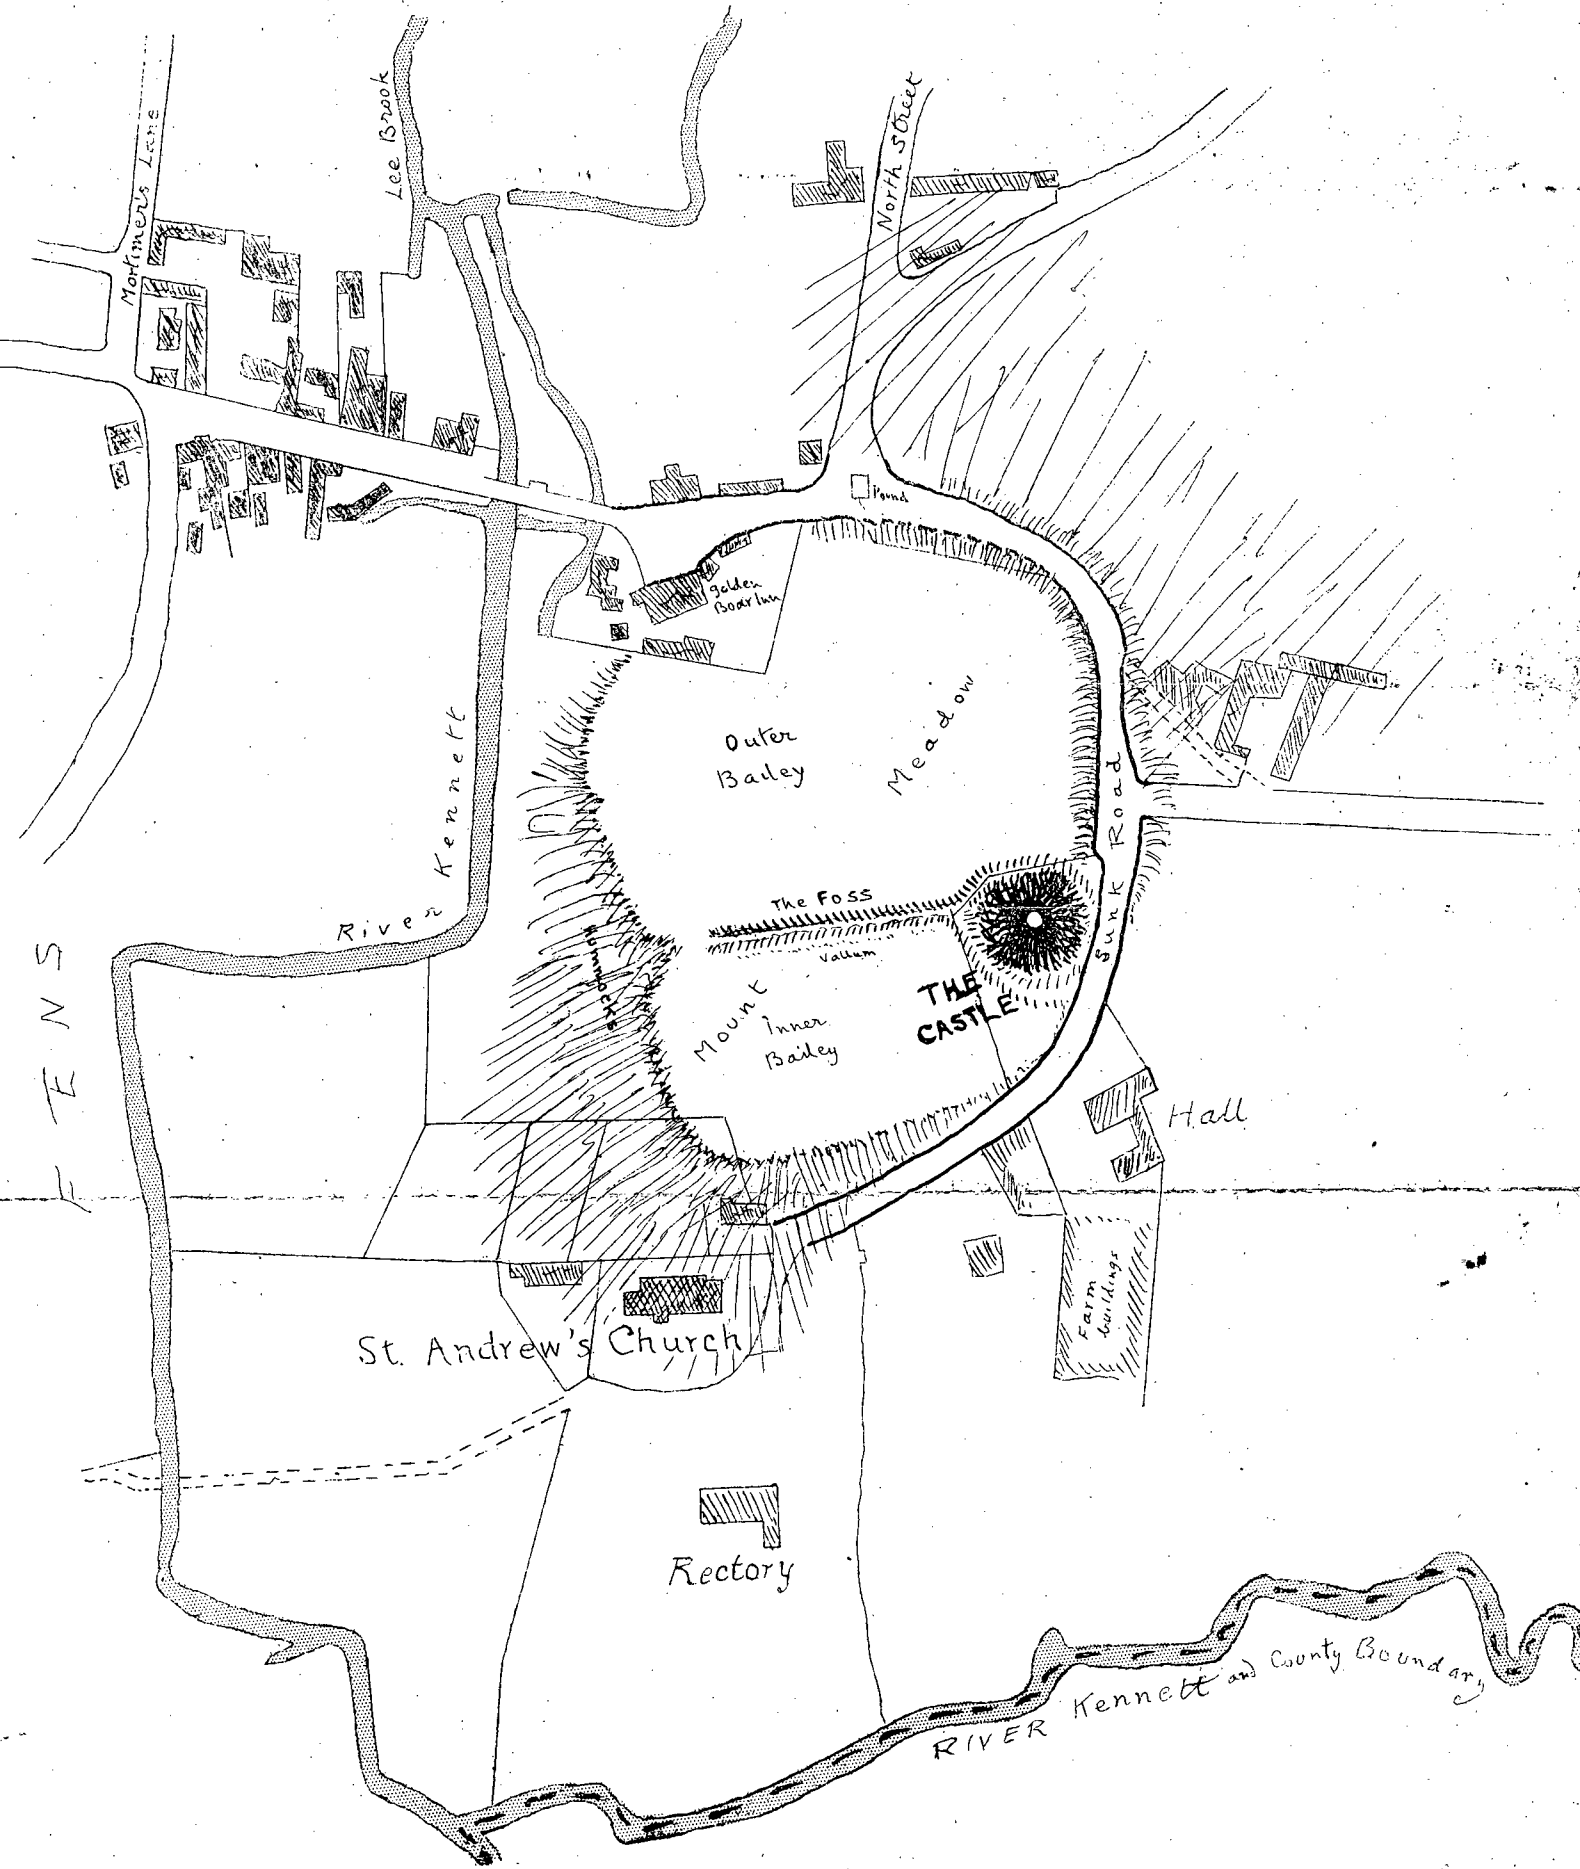 Mortimer's Lane
Lee Brook
North Street
Pound
Golden
Boar Inn
Outer
Bailey
Meadow
River Kennett
Sunk Road
The Foss
Vallum
Hummocks
THE
CASTLE
Mount
Inner
Bailey
FENS
Hall
Farm
buildings
St. Andrew's Church
Rectory
RIVER Kennett and County Boundary